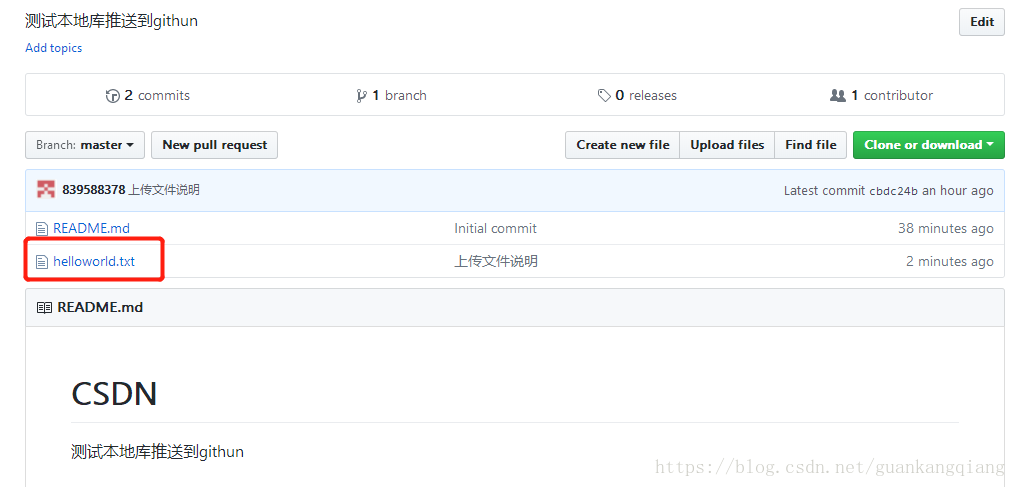 测试本地库推送到githun
Edit
Add topics
2 commits 1 branch 0 releases 1 contributor
Branch: master New pull request Create new file Upload files Find file Clone or download
839588378 上传文件说明 Latest commit cbdc24b an hour ago
README.md Initial commit 38 minutes ago
helloworld.txt 上传文件说明 2 minutes ago
README.md
CSDN
测试本地库推送到githun
https://blog.csdn.net/guankangqiang